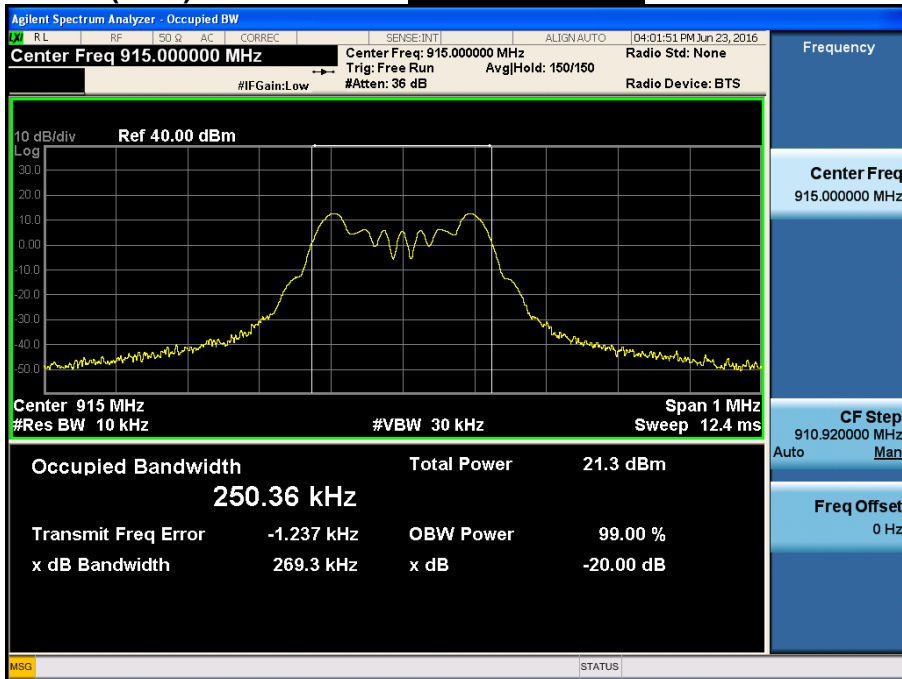 Agilent Spectrum Analyzer - Occupied BW
LXI RL RF 50 Ω AC CORREC SENSE:INT ALIGN AUTO 04:01:51 PM Jun 23, 2016
Center Freq 915.000000 MHz
Center Freq: 915.000000 MHz
Radio Std: None
Trig: Free Run Avg|Hold: 150/150
#IFGain:Low
#Atten: 36 dB
Radio Device: BTS
10 dB/div Ref 40.00 dBm
Log
30.0
20.0
10.0
0.00
-10.0
-20.0
-30.0
-40.0
-50.0
Center 915 MHz Span 1 MHz
#Res BW 10 kHz #VBW 30 kHz Sweep 12.4 ms
Occupied Bandwidth Total Power 21.3 dBm
250.36 kHz
Transmit Freq Error -1.237 kHz OBW Power 99.00 %
x dB Bandwidth 269.3 kHz x dB -20.00 dB
Frequency
Center Freq
915.000000 MHz
CF Step
910.920000 MHz
Auto Man
Freq Offset
0 Hz
MSG STATUS